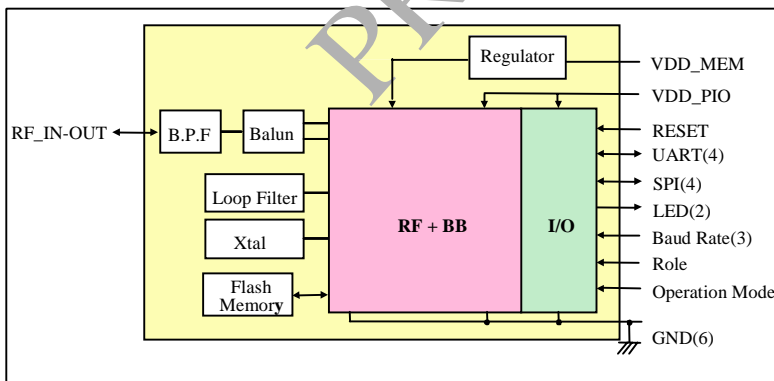 PR
Regulator
VDD_MEM
VDD_PIO
RF_IN-OUT
B.P.F
Balun
RESET
UART(4)
SPI(4)
Loop Filter
RF + BB
I/O
LED(2)
Xtal
Baud Rate(3)
Role
Flash
Memory
Operation Mode
GND(6)